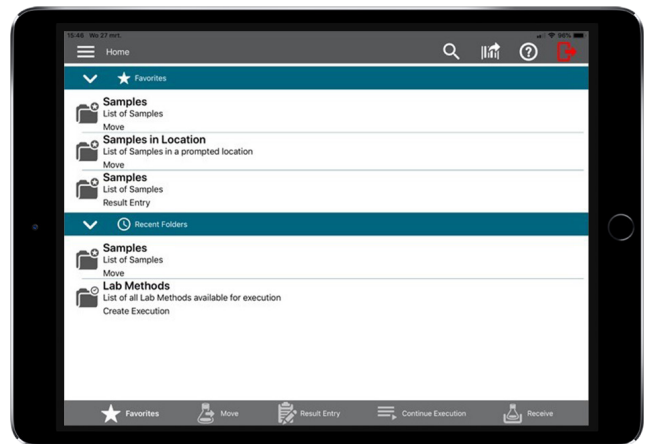 15:46 Wo 27 mrt.
96%
Home
Favorites
Samples
List of Samples
Move
Samples in Location
List of Samples in a prompted location
Move
Samples
List of Samples
Result Entry
Recent Folders
Samples
List of Samples
Move
Lab Methods
List of all Lab Methods available for execution
Create Execution
Favorites Move Result Entry Continue Execution Receive